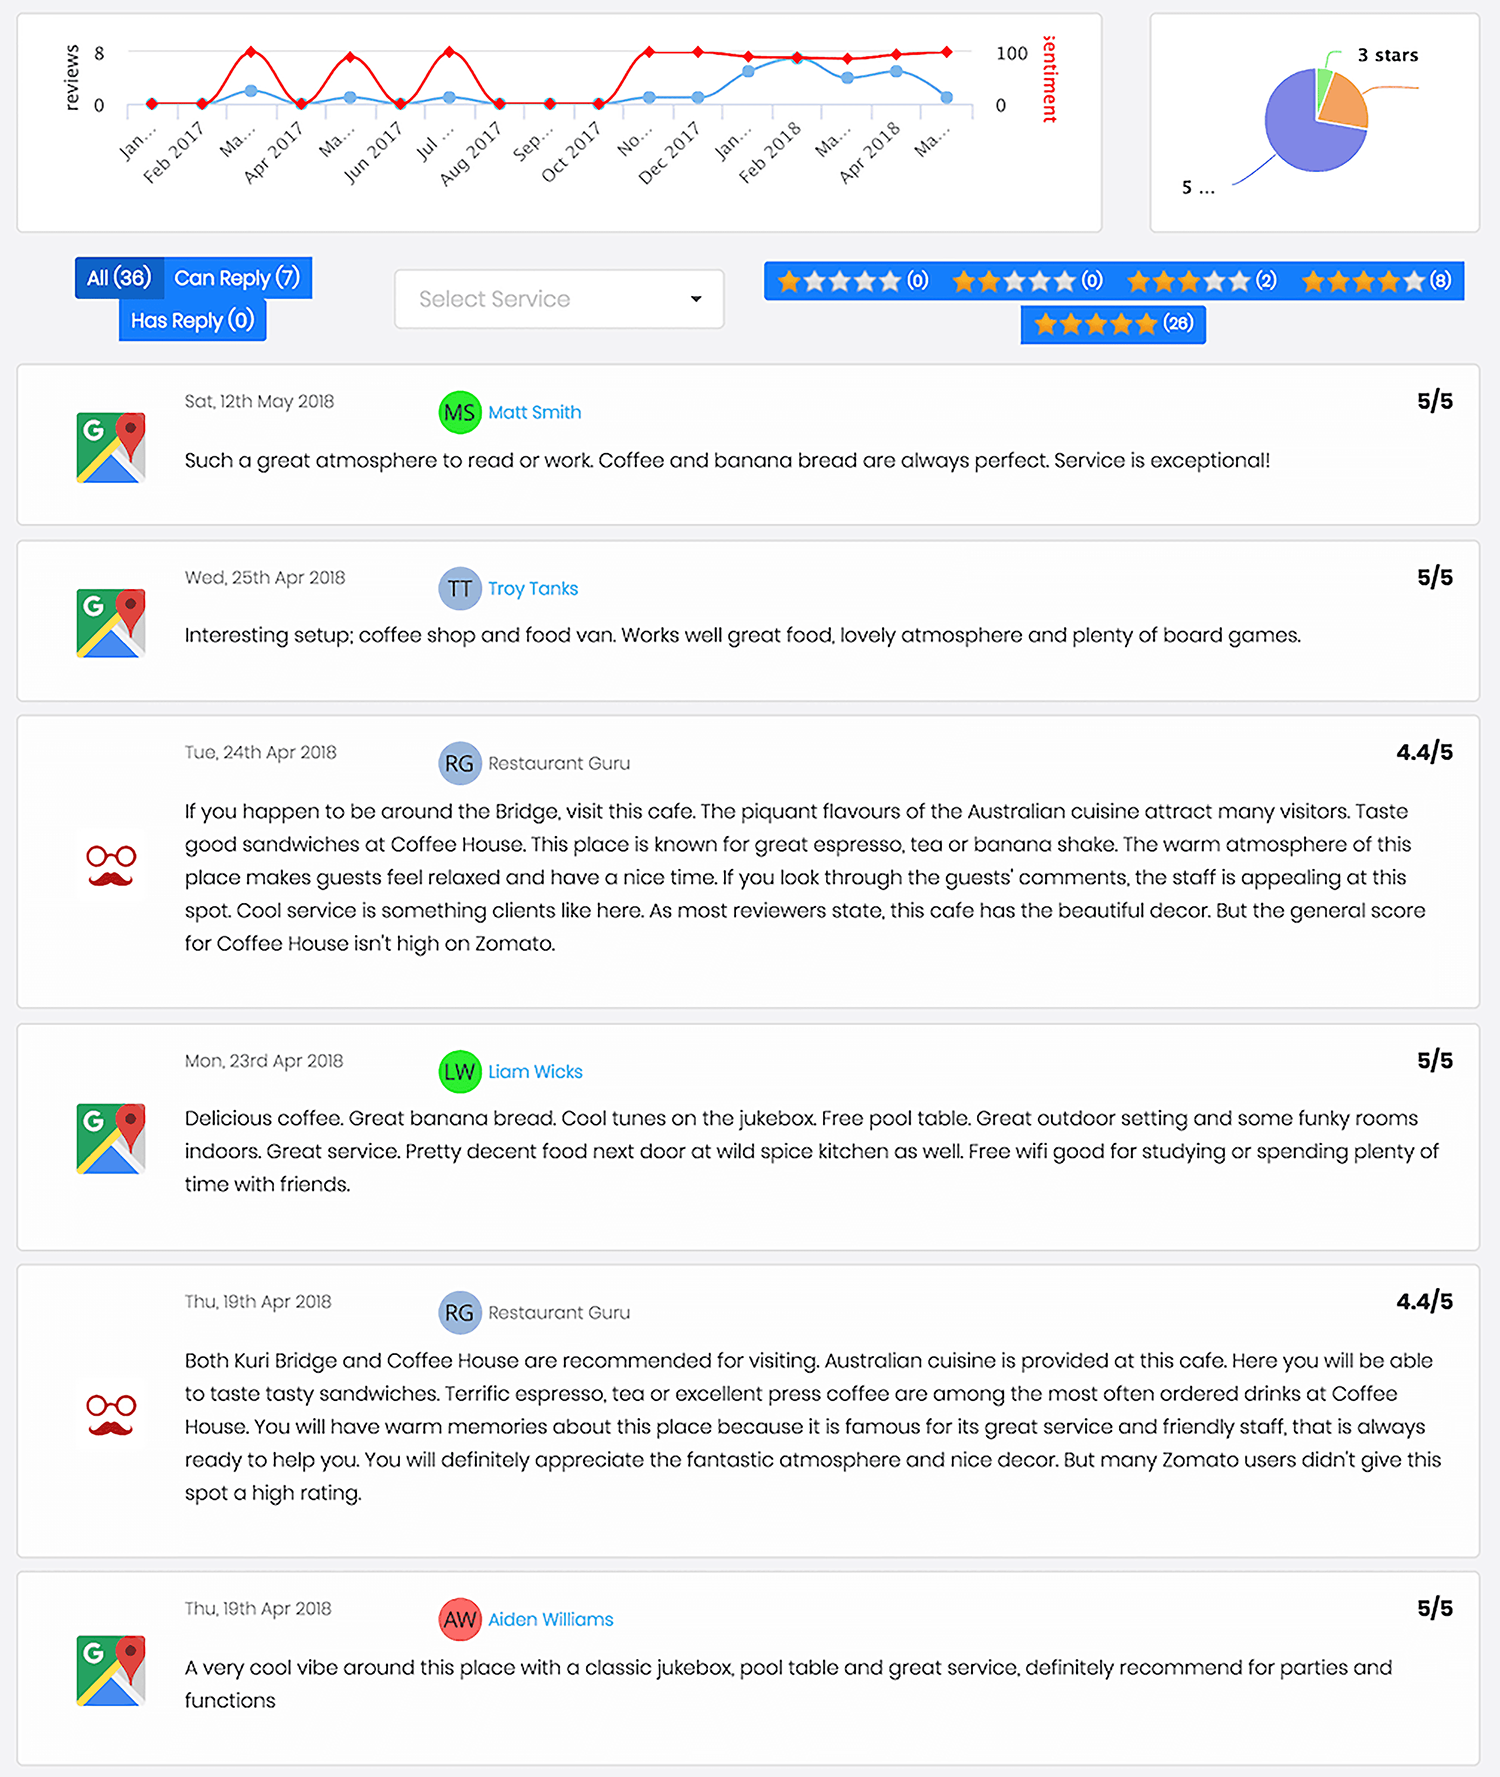 reviews
8
0
100
0
sentiment
Jan...
Feb 2017
Ma...
Apr 2017
Ma...
Jun 2017
Jul ...
Aug 2017
Sep...
Oct 2017
No...
Dec 2017
Jan...
Feb 2018
Ma...
Apr 2018
Ma...
3 stars
5 ...
All (36) Can Reply (7)
Has Reply (0)
Select Service
(0) (0) (2) (8)
(26)
Sat, 12th May 2018 MS Matt Smith 5/5
G
Such a great atmosphere to read or work. Coffee and banana bread are always perfect. Service is exceptional!
Wed, 25th Apr 2018 TT Troy Tanks 5/5
G
Interesting setup; coffee shop and food van. Works well great food, lovely atmosphere and plenty of board games.
Tue, 24th Apr 2018 RG Restaurant Guru 4.4/5
If you happen to be around the Bridge, visit this cafe. The piquant flavours of the Australian cuisine attract many visitors. Taste
good sandwiches at Coffee House. This place is known for great espresso, tea or banana shake. The warm atmosphere of this
place makes guests feel relaxed and have a nice time. If you look through the guests' comments, the staff is appealing at this
spot. Cool service is something clients like here. As most reviewers state, this cafe has the beautiful decor. But the general score
for Coffee House isn't high on Zomato.
Mon, 23rd Apr 2018 LW Liam Wicks 5/5
G
Delicious coffee. Great banana bread. Cool tunes on the jukebox. Free pool table. Great outdoor setting and some funky rooms
indoors. Great service. Pretty decent food next door at wild spice kitchen as well. Free wifi good for studying or spending plenty of
time with friends.
Thu, 19th Apr 2018 RG Restaurant Guru 4.4/5
Both Kuri Bridge and Coffee House are recommended for visiting. Australian cuisine is provided at this cafe. Here you will be able
to taste tasty sandwiches. Terrific espresso, tea or excellent press coffee are among the most often ordered drinks at Coffee
House. You will have warm memories about this place because it is famous for its great service and friendly staff, that is always
ready to help you. You will definitely appreciate the fantastic atmosphere and nice decor. But many Zomato users didn't give this
spot a high rating.
Thu, 19th Apr 2018 AW Aiden Williams 5/5
G
A very cool vibe around this place with a classic jukebox, pool table and great service, definitely recommend for parties and
functions